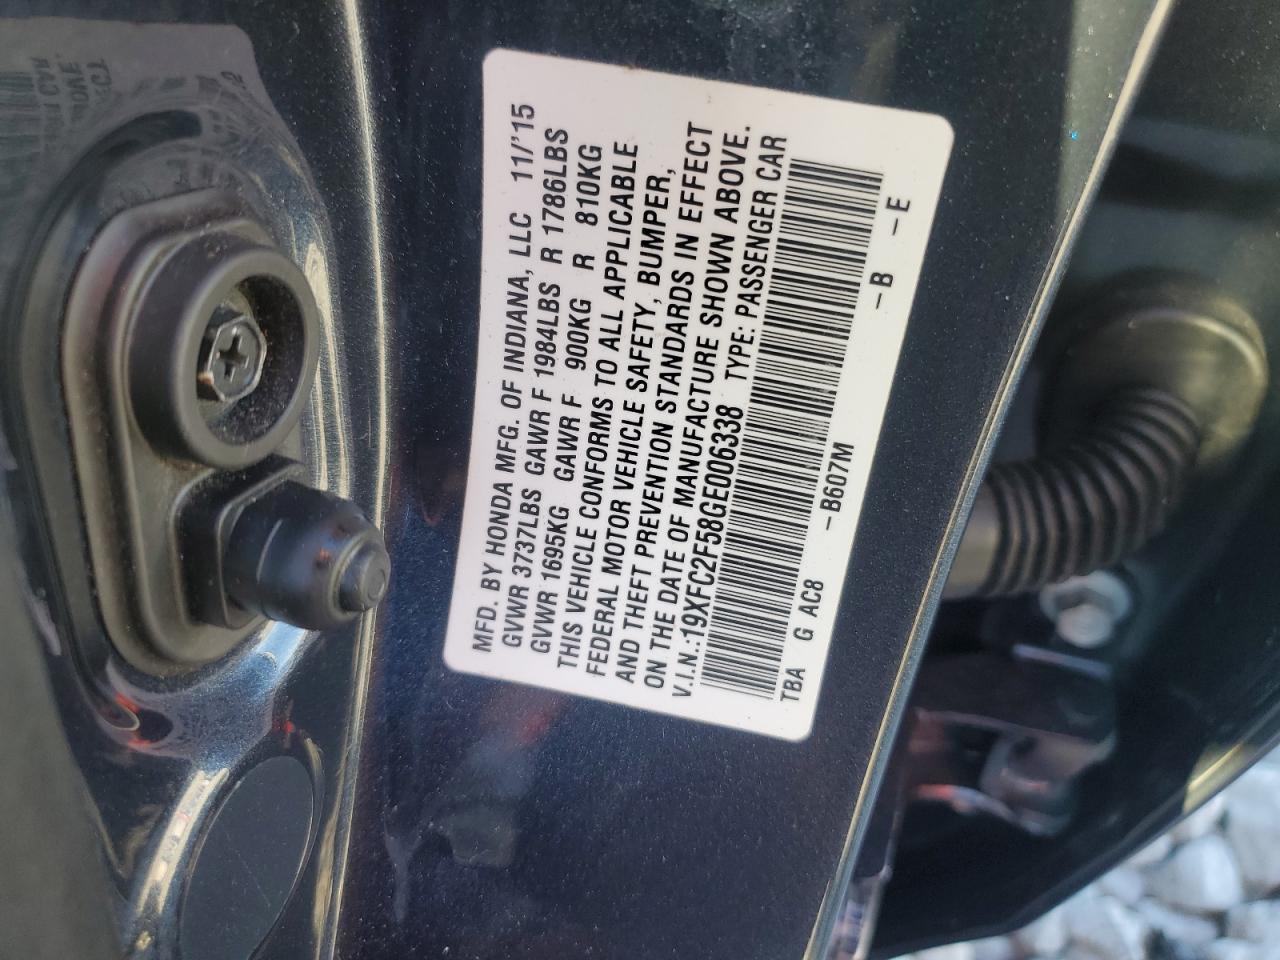 MFD. BY HONDA MFG. OF INDIANA, LLC 11/'15
GVWR 3737LBS GAWR F 1984LBS R 1786LBS
GVWR 1695KG GAWR F 900KG R 810KG
THIS VEHICLE CONFORMS TO ALL APPLICABLE
FEDERAL MOTOR VEHICLE SAFETY, BUMPER,
AND THEFT PREVENTION STANDARDS IN EFFECT
ON THE DATE OF MANUFACTURE SHOWN ABOVE.
V.I.N.:19XFC2F58GE006338 TYPE: PASSENGER CAR
TBA -B607M -B -E
G AC8